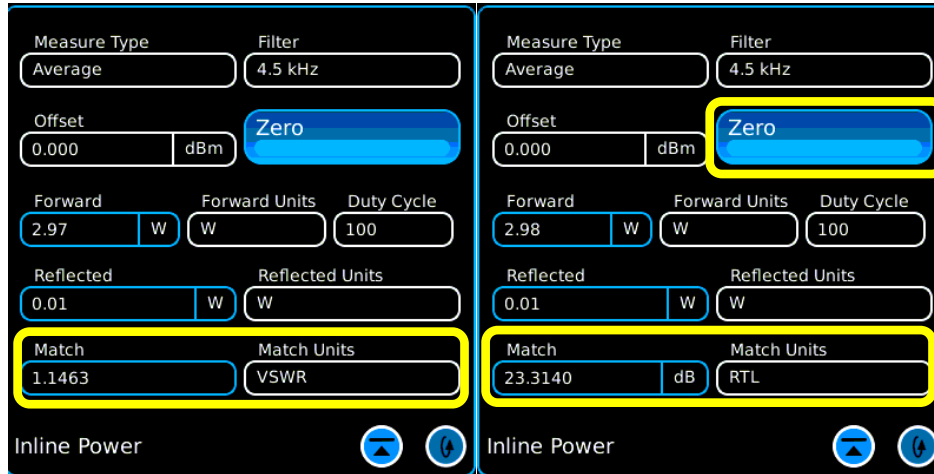 Measure Type Filter
Average 4.5 kHz
Offset Zero
0.000 dBm
Forward Forward Units Duty Cycle
2.97 W W 100
Reflected Reflected Units
0.01 W W
Match Match Units
1.1463 VSWR
Inline Power
Measure Type Filter
Average 4.5 kHz
Offset Zero
0.000 dBm
Forward Forward Units Duty Cycle
2.98 W W 100
Reflected Reflected Units
0.01 W W
Match Match Units
23.3140 dB RTL
Inline Power